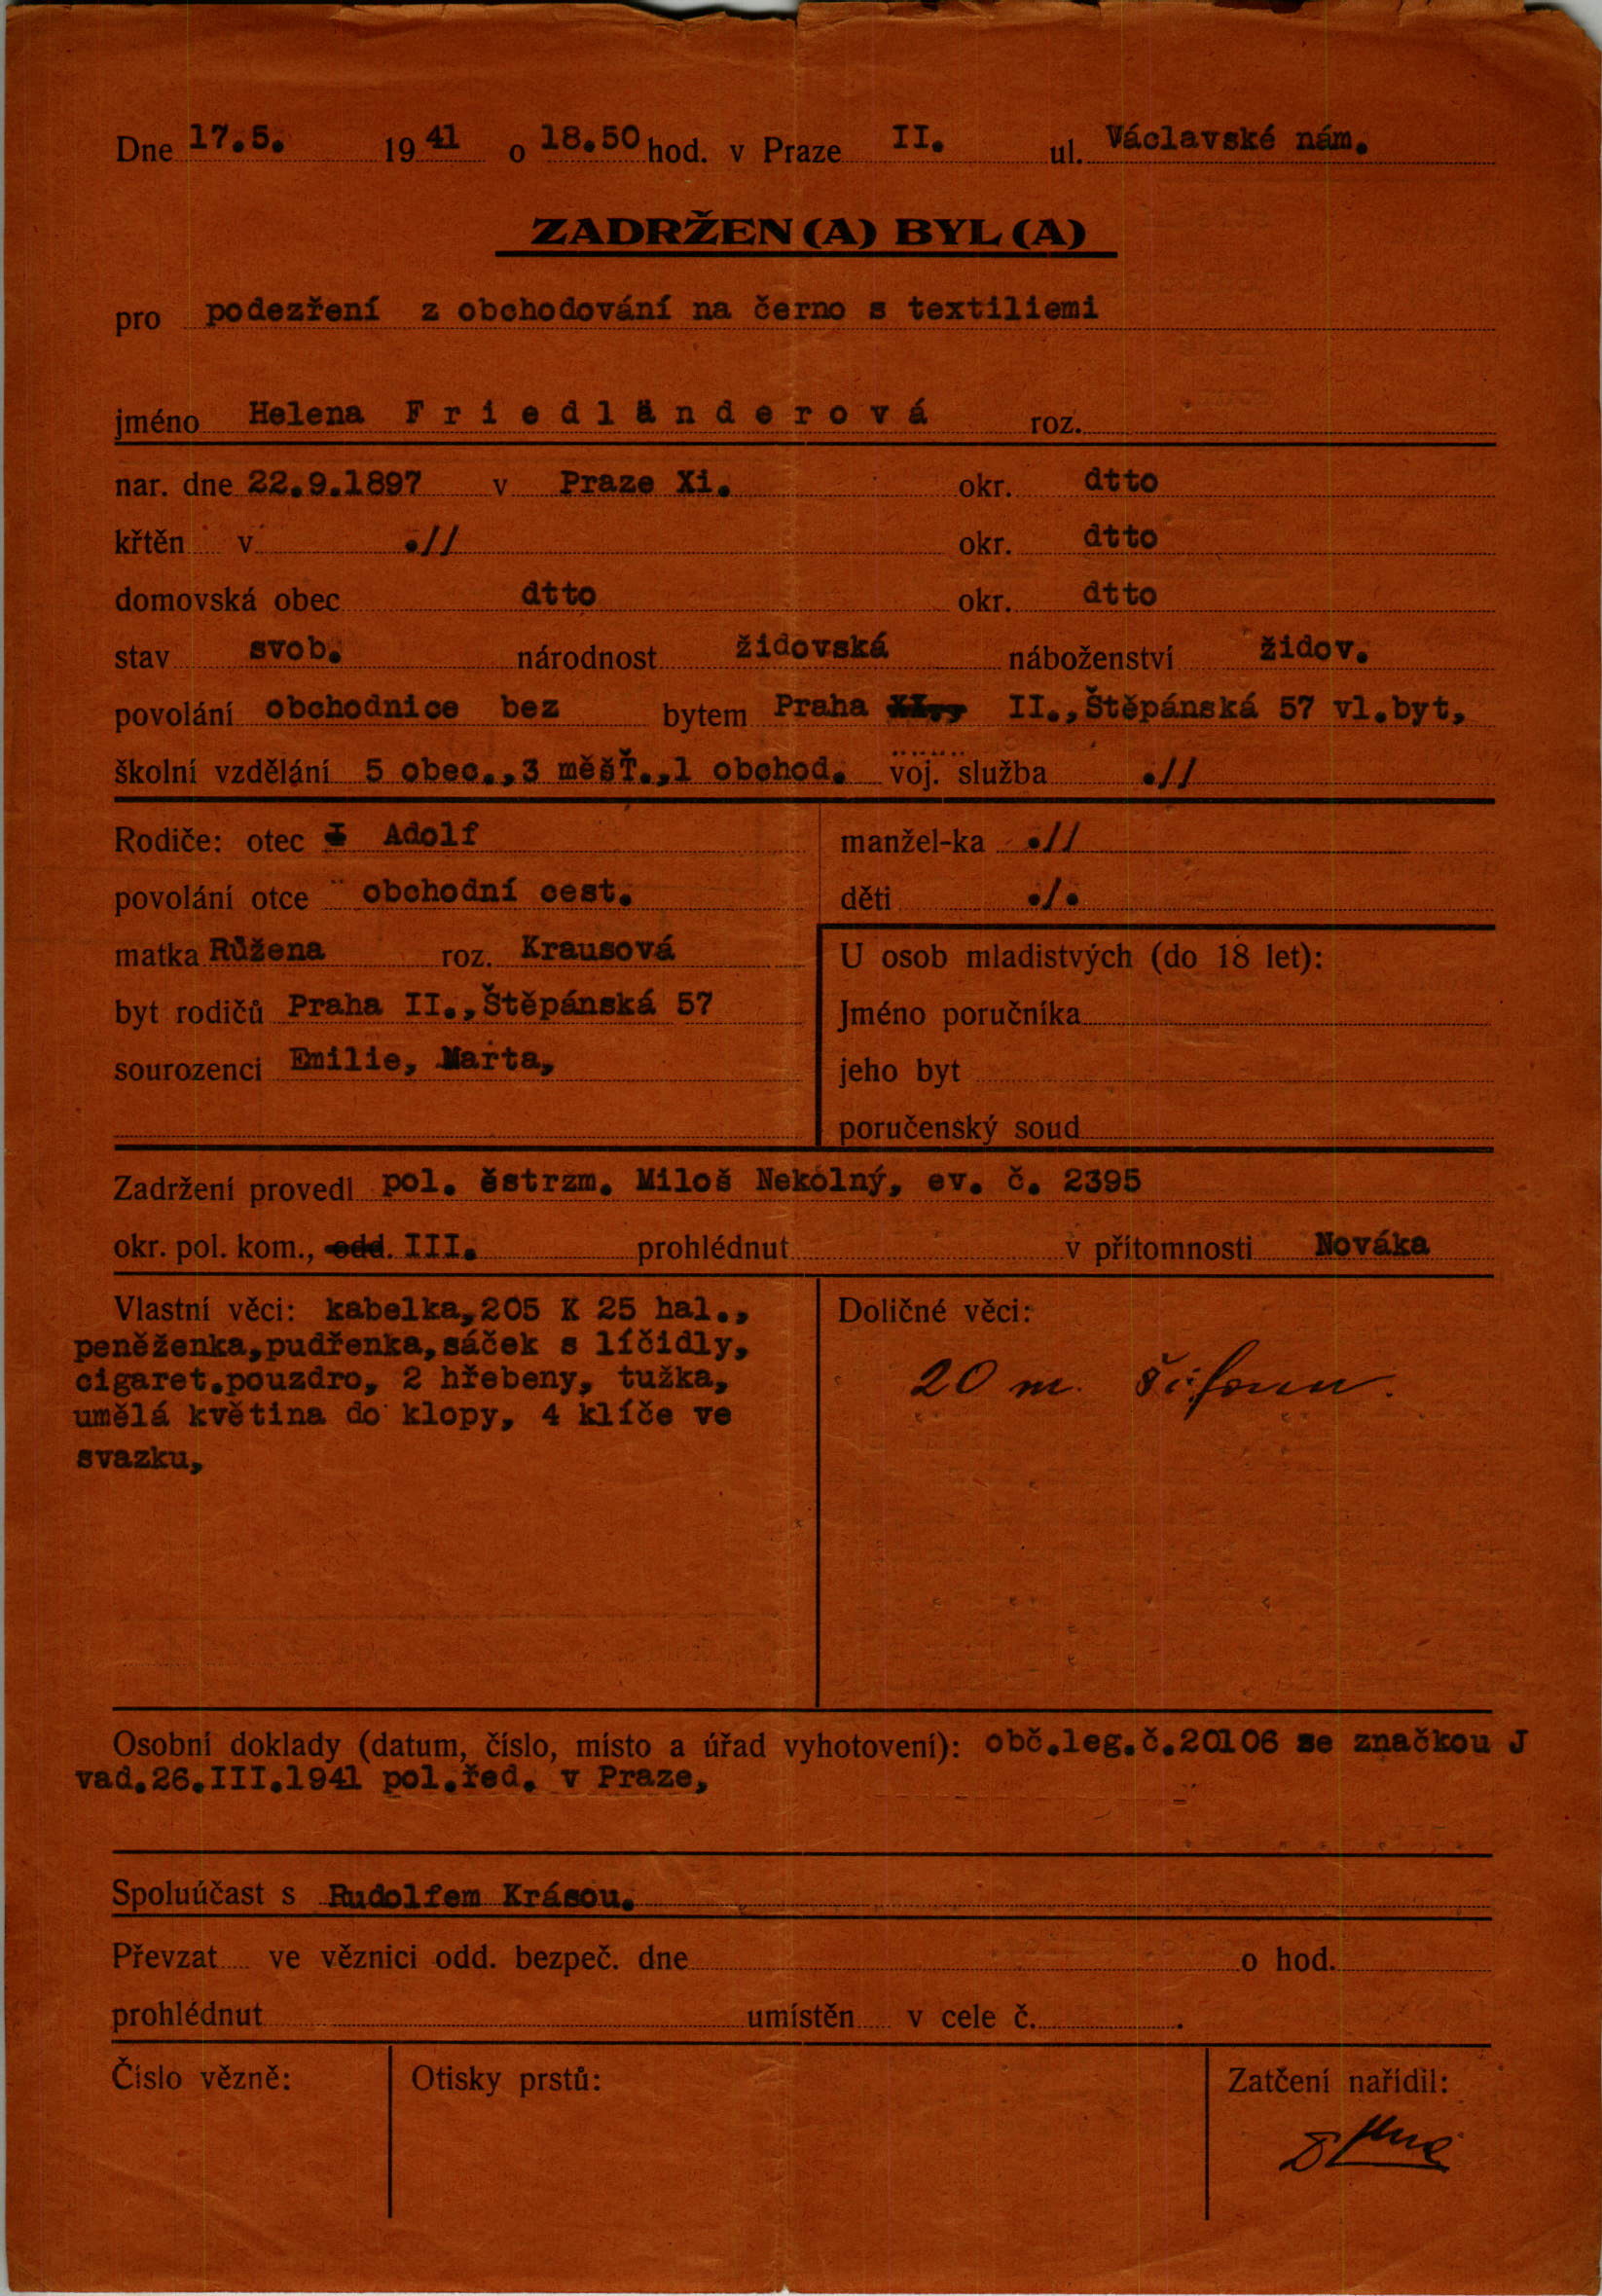 Dne 17.5. 1941 o 18.50 hod. v Praze II. ul. Václavské nám.
ZADRŽEN(A) BYL(A)
pro podezření z obchodování na černo s textiliemi
jméno Helena Friedländerová roz.
nar. dne 22.9.1897 v Praze Xi. okr. dtto
křtěn v .// okr. dtto
domovská obec dtto okr. dtto
stav svob. národnost židovská náboženství židov.
povolání obchodnice bez bytem Praha II.,Štěpánská 57 vl.byt,
školní vzdělání 5 obec.,3 měšŤ.,1 obchod. voj. služba .//
Rodiče: otec Adolf manžel-ka .//
povolání otce obchodní cest. děti ./.
matka Růžena roz. Krausová
byt rodičů Praha II.,Štěpánská 57
sourozenci Emilie, Marta,
U osob mladistvých (do 18 let):
Jméno poručníka
jeho byt
poručenský soud
Zadržení provedl pol. ěstrzm. Miloš Nekolný, ev. č. 2395
okr. pol. kom., odd. III. prohlédnut v přítomnosti Nováka
Vlastní věci: kabelka,205 K 25 hal.,
peněženka,pudřenka,sáček s líčidly,
cigaret.pouzdro, 2 hřebeny, tužka,
umělá květina do klopy, 4 klíče ve
svazku,
Doličné věci:
20 m. šifonu.
Osobní doklady (datum, číslo, místo a úřad vyhotovení): obč.leg.č.20106 se značkou J
vad.26.III.1941 pol.řed. v Praze,
Spoluúčast s Rudolfem Krásou.
Převzat ve věznici odd. bezpeč. dne o hod.
prohlédnut umístěn v cele č.
Číslo vězně: Otisky prstů: Zatčení nařídil: